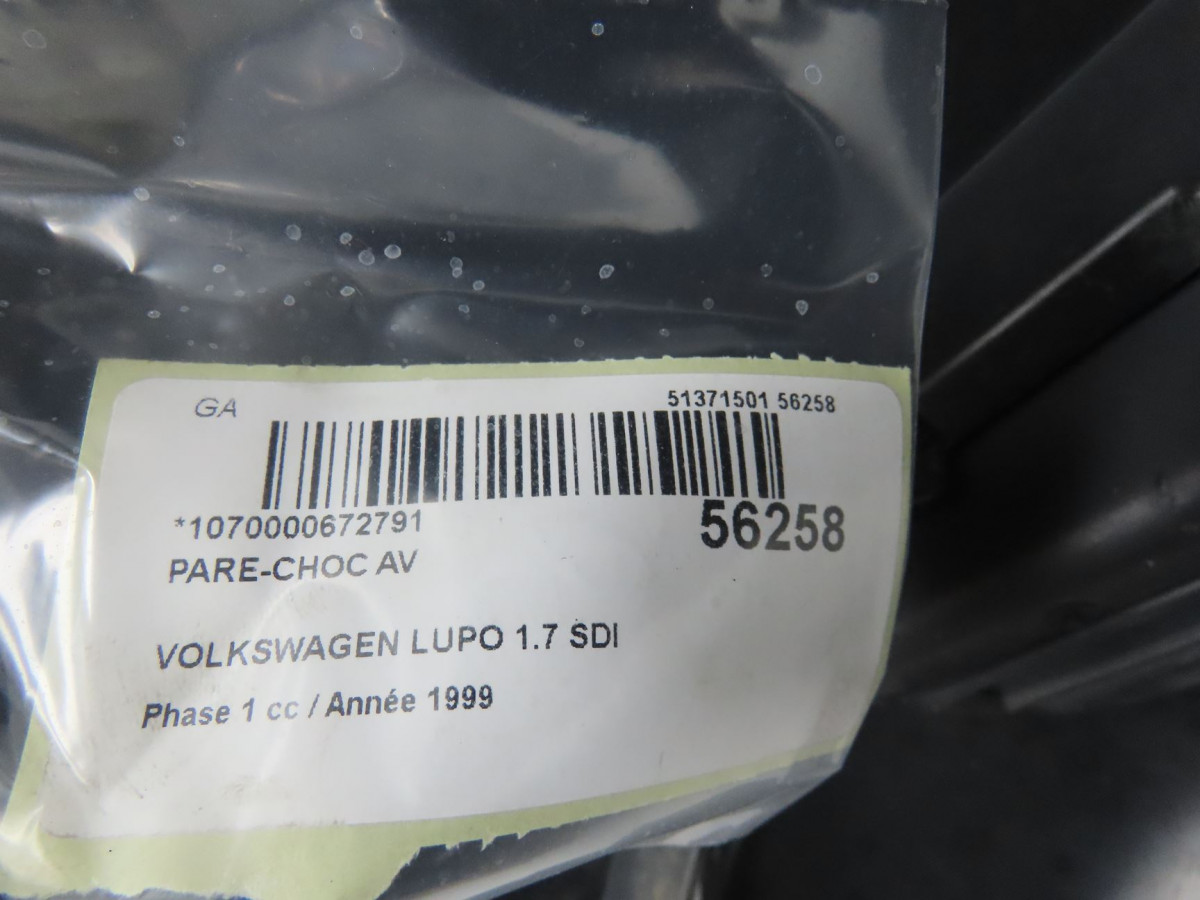 GA
51371501 56258
*1070000672791
56258
PARE-CHOC AV
VOLKSWAGEN LUPO 1.7 SDI
Phase 1 cc / Année 1999